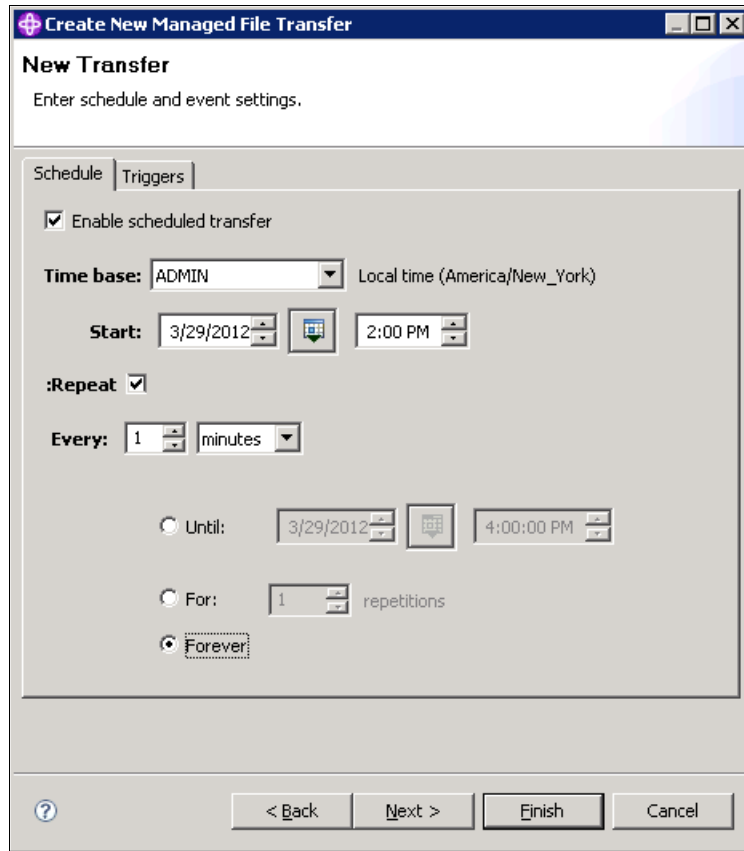 Create New Managed File Transfer
New Transfer
Enter schedule and event settings.
Schedule Triggers
Enable scheduled transfer
Time base: ADMIN Local time (America/New_York)
Start: 3/29/2012 2:00 PM
:Repeat
Every: 1 minutes
Until: 3/29/2012 4:00:00 PM
For: 1 repetitions
Forever
? < Back Next > Finish Cancel